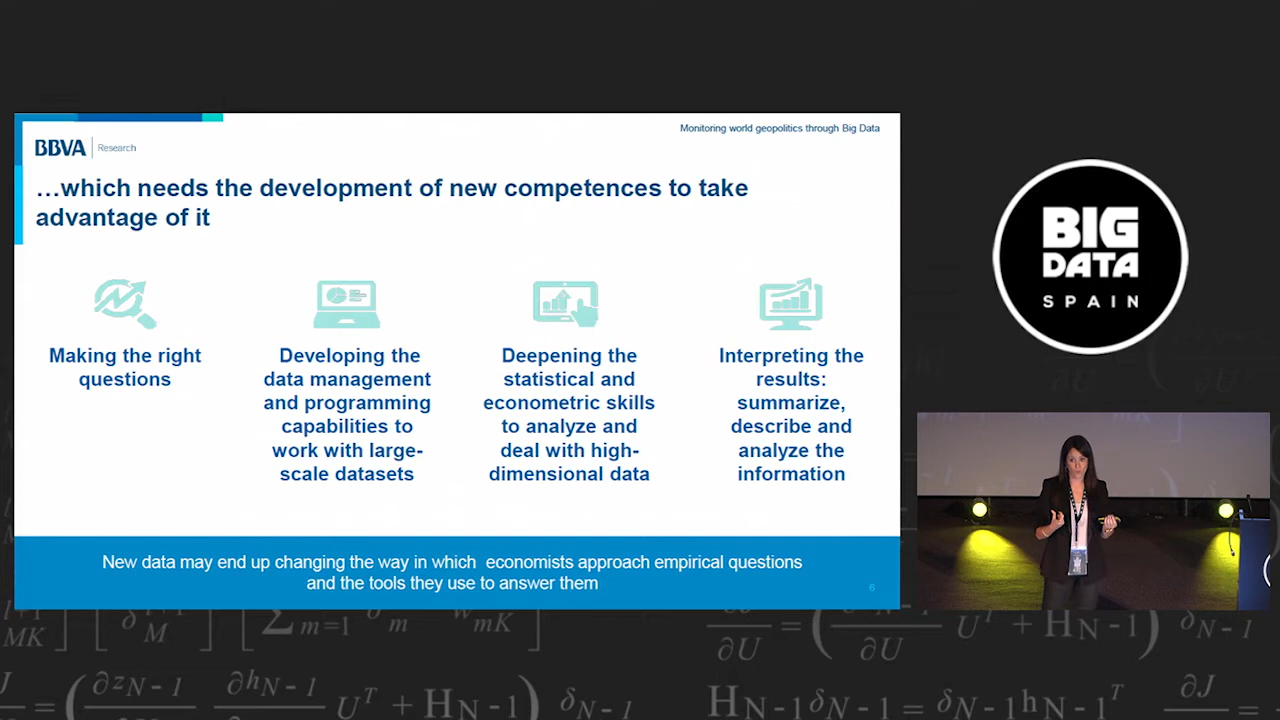 Monitoring world geopolitics through Big Data
BBVA
Research
…which needs the development of new competences to take
advantage of it
Making the right
questions
Developing the
data management
and programming
capabilities to
work with large-
scale datasets
Deepening the
statistical and
econometric skills
to analyze and
deal with high-
dimensional data
Interpreting the
results:
summarize,
describe and
analyze the
information
New data may end up changing the way in which economists approach empirical questions
and the tools they use to answer them
6
BIG
DATA
SPAIN